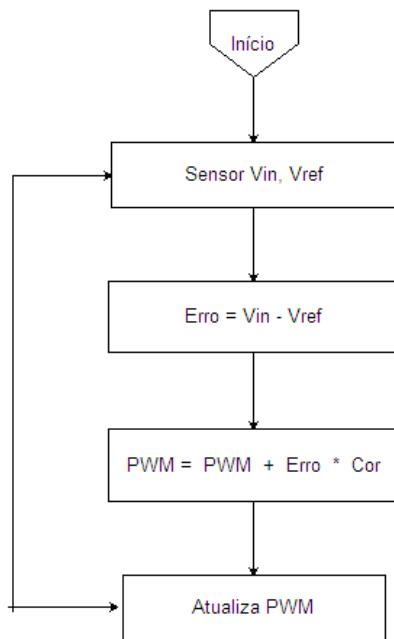 Início
Sensor Vin, Vref
Erro = Vin - Vref
PWM = PWM + Erro * Cor
Atualiza PWM